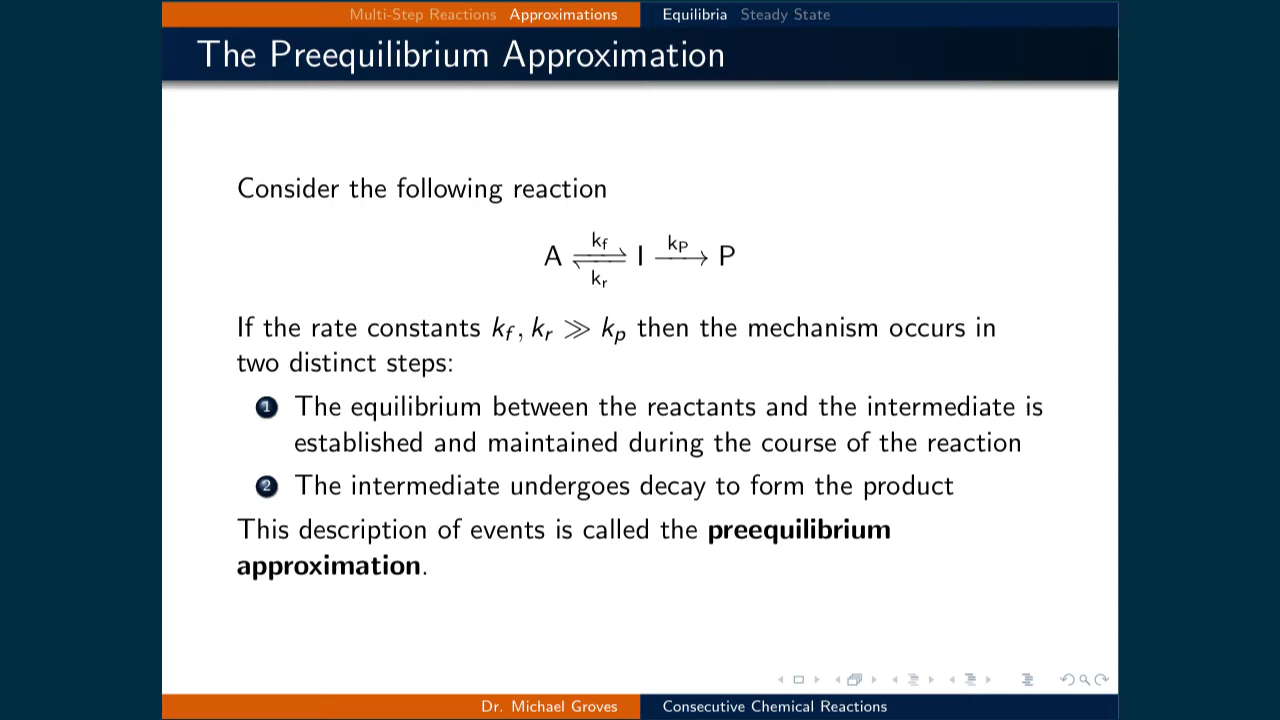 Multi-Step Reactions Approximations Equilibria Steady State
The Preequilibrium Approximation
Consider the following reaction
A ⇌ I → P
kf
kr
kP
If the rate constants kf, kr ≫ kp then the mechanism occurs in
two distinct steps:
1 The equilibrium between the reactants and the intermediate is
established and maintained during the course of the reaction
2 The intermediate undergoes decay to form the product
This description of events is called the preequilibrium
approximation.
Dr. Michael Groves Consecutive Chemical Reactions